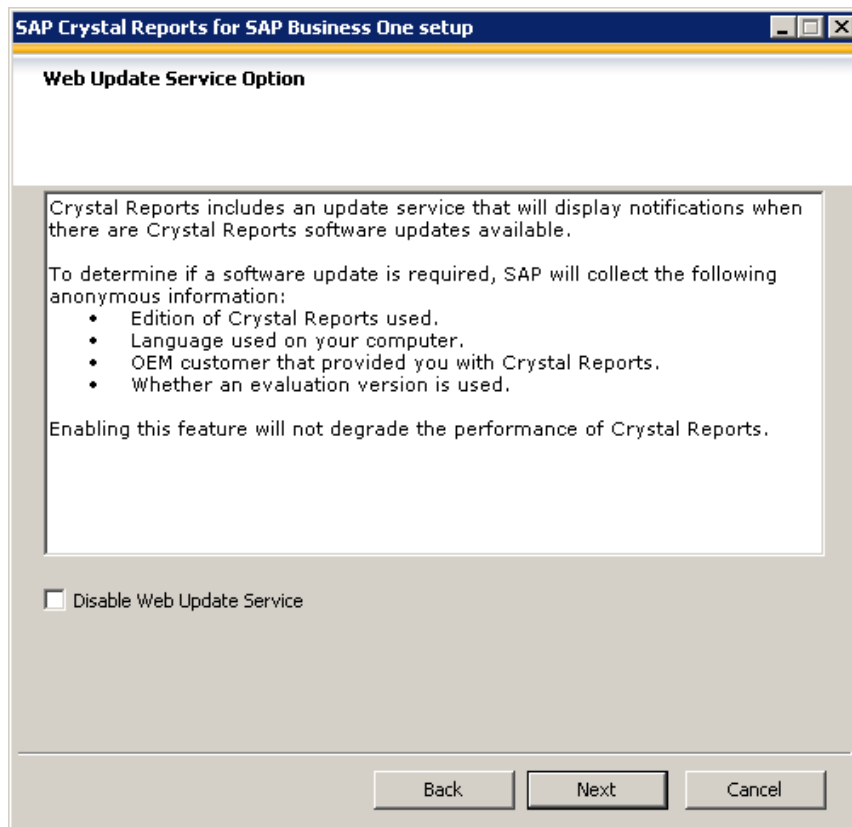 SAP Crystal Reports for SAP Business One setup
Web Update Service Option
Crystal Reports includes an update service that will display notifications when
there are Crystal Reports software updates available.
To determine if a software update is required, SAP will collect the following
anonymous information:
• Edition of Crystal Reports used.
• Language used on your computer.
• OEM customer that provided you with Crystal Reports.
• Whether an evaluation version is used.
Enabling this feature will not degrade the performance of Crystal Reports.
Disable Web Update Service
Back Next Cancel